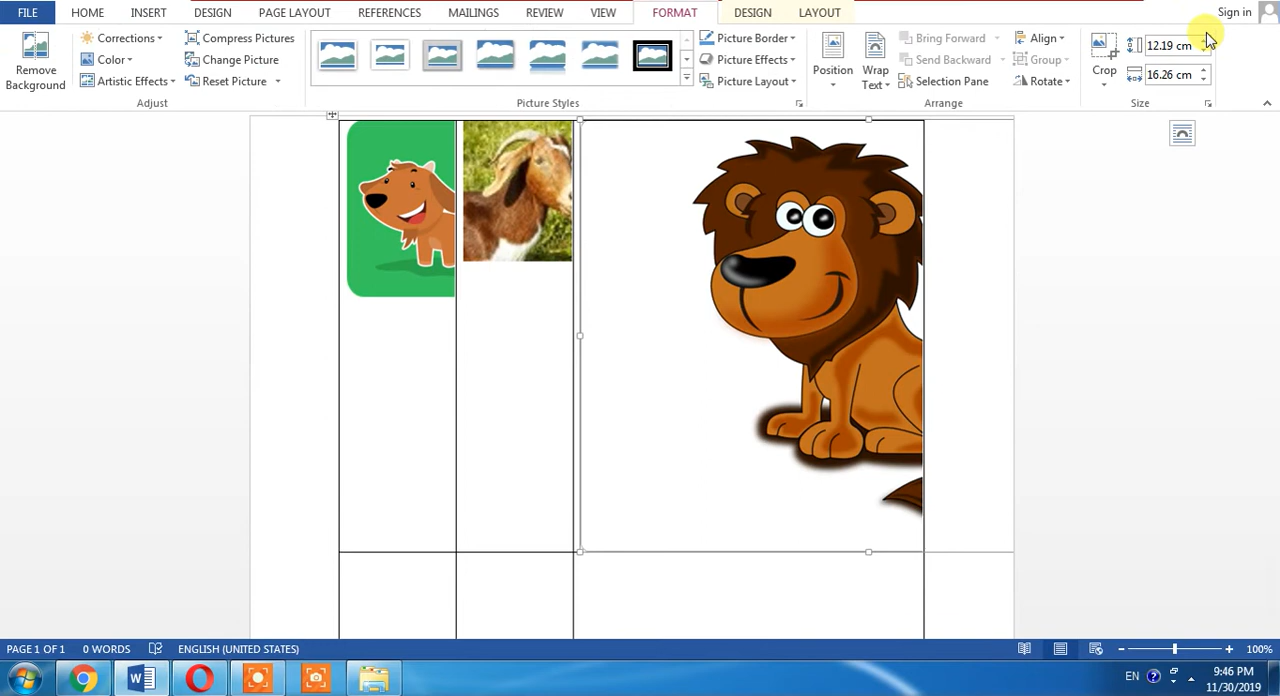 FILE HOME INSERT DESIGN PAGE LAYOUT REFERENCES MAILINGS REVIEW VIEW FORMAT DESIGN LAYOUT Sign in
Remove Background
Corrections
Color
Artistic Effects
Compress Pictures
Change Picture
Reset Picture
Adjust
Picture Styles
Picture Border
Picture Effects
Picture Layout
Position
Wrap Text
Bring Forward
Send Backward
Selection Pane
Align
Group
Rotate
Arrange
Crop
12.19 cm
16.26 cm
Size
PAGE 1 OF 1 0 WORDS ENGLISH (UNITED STATES) 100%
EN 9:46 PM
11/30/2019